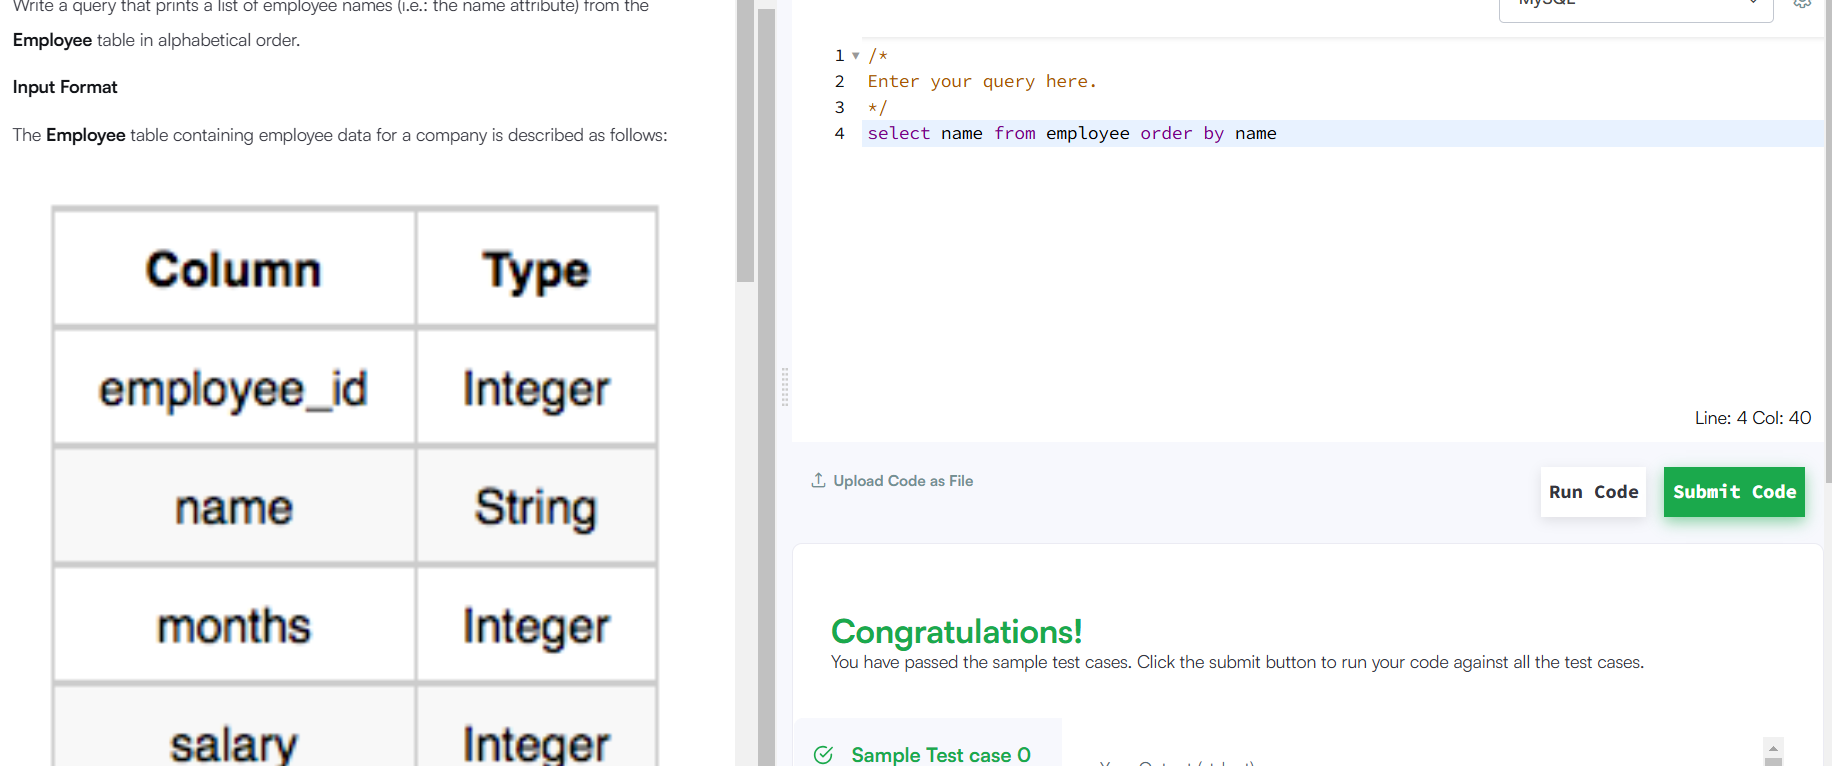 Write a query that prints a list of employee names (i.e.: the name attribute) from the
Employee table in alphabetical order.
Input Format
The Employee table containing employee data for a company is described as follows:
Column Type
employee_id Integer
name String
months Integer
salary Integer
MySQL
1 /*
2 Enter your query here.
3 */
4 select name from employee order by name
Line: 4 Col: 40
Upload Code as File
Run Code
Submit Code
Congratulations!
You have passed the sample test cases. Click the submit button to run your code against all the test cases.
Sample Test case 0